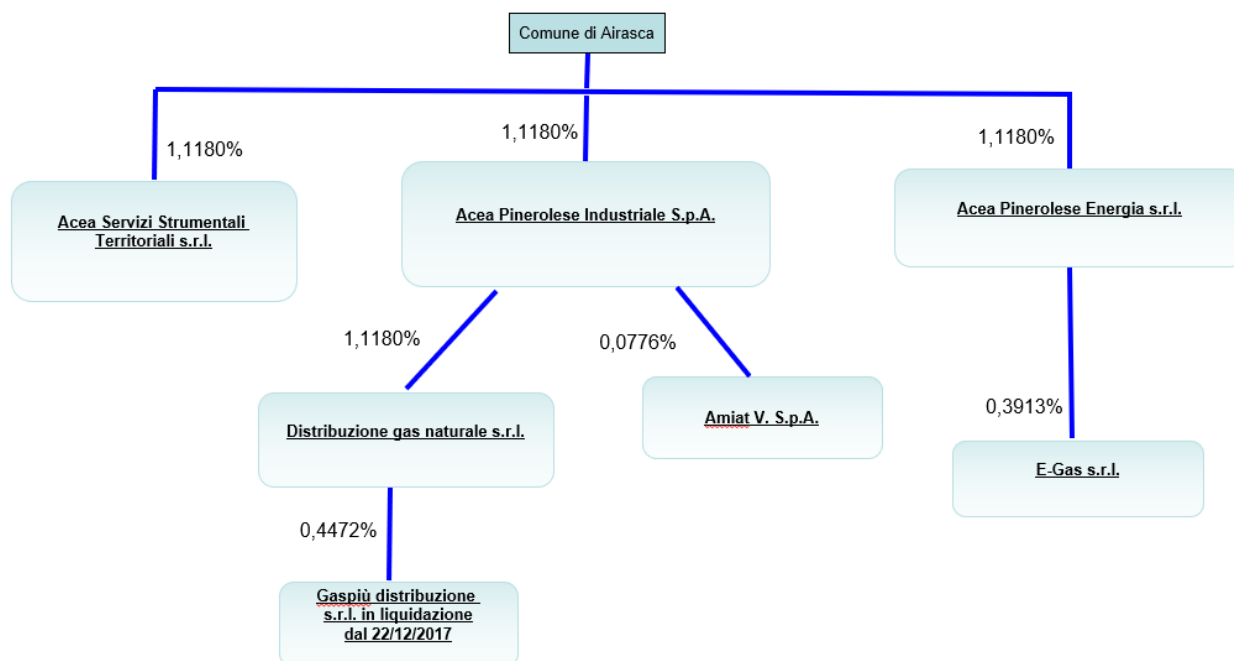 Comune di Airasca
1,1180%
1,1180%
1,1180%
Acea Servizi Strumentali
Territoriali s.r.l.
Acea Pinerolese Industriale S.p.A.
Acea Pinerolese Energia s.r.l.
1,1180%
0,0776%
0,3913%
Distribuzione gas naturale s.r.l.
Amiat V. S.p.A.
E-Gas s.r.l.
0,4472%
Gaspiù distribuzione
s.r.l. in liquidazione
dal 22/12/2017